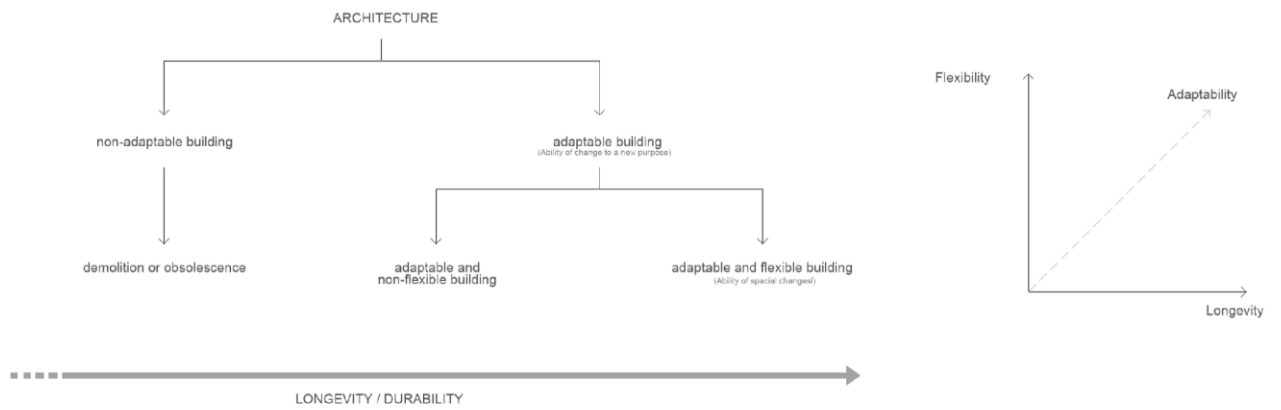 ARCHITECTURE
non-adaptable building
adaptable building
(Ability of change to a new purpose)
demolition or obsolescence
adaptable and
non-flexible building
adaptable and flexible building
(Ability of spacial changes!)
LONGEVITY / DURABILITY
Flexibility
Adaptability
Longevity